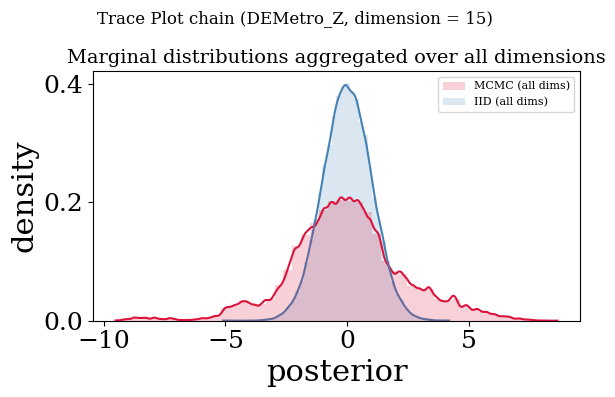 Trace Plot chain (DEMetro_Z, dimension = 15)
Marginal distributions aggregated over all dimensions
MCMC (all dims)
IID (all dims)
density
0.4
0.2
0.0
−10
−5
0
5
posterior